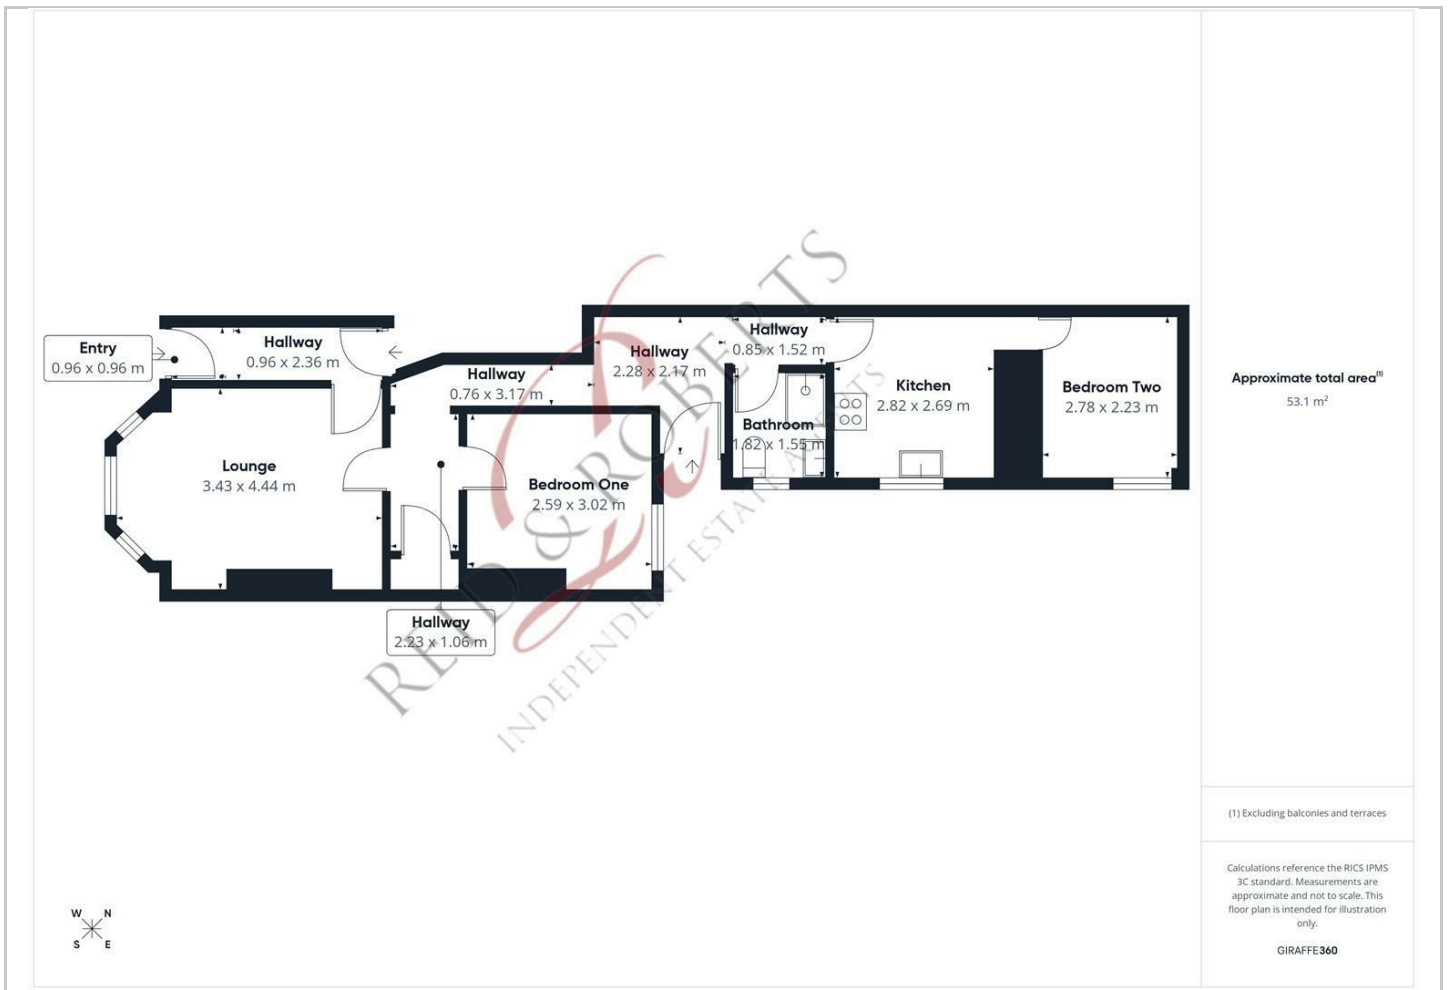 Entry
0.96 x 0.96 m
Hallway
0.96 x 2.36 m
Hallway
0.76 x 3.17 m
Hallway
2.28 x 2.17 m
Hallway
0.85 x 1.52 m
Kitchen
2.82 x 2.69 m
Bedroom Two
2.78 x 2.23 m
Bathroom
1.82 x 1.55 m
Lounge
3.43 x 4.44 m
Bedroom One
2.59 x 3.02 m
Hallway
2.23 x 1.06 m
REID & ROBERTS
INDEPENDENT ESTATE AGENTS
W N
S E
Approximate total area(1)
53.1 m²
(1) Excluding balconies and terraces
Calculations reference the RICS IPMS
3C standard. Measurements are
approximate and not to scale. This
floor plan is intended for illustration
only.
GIRAFFE360